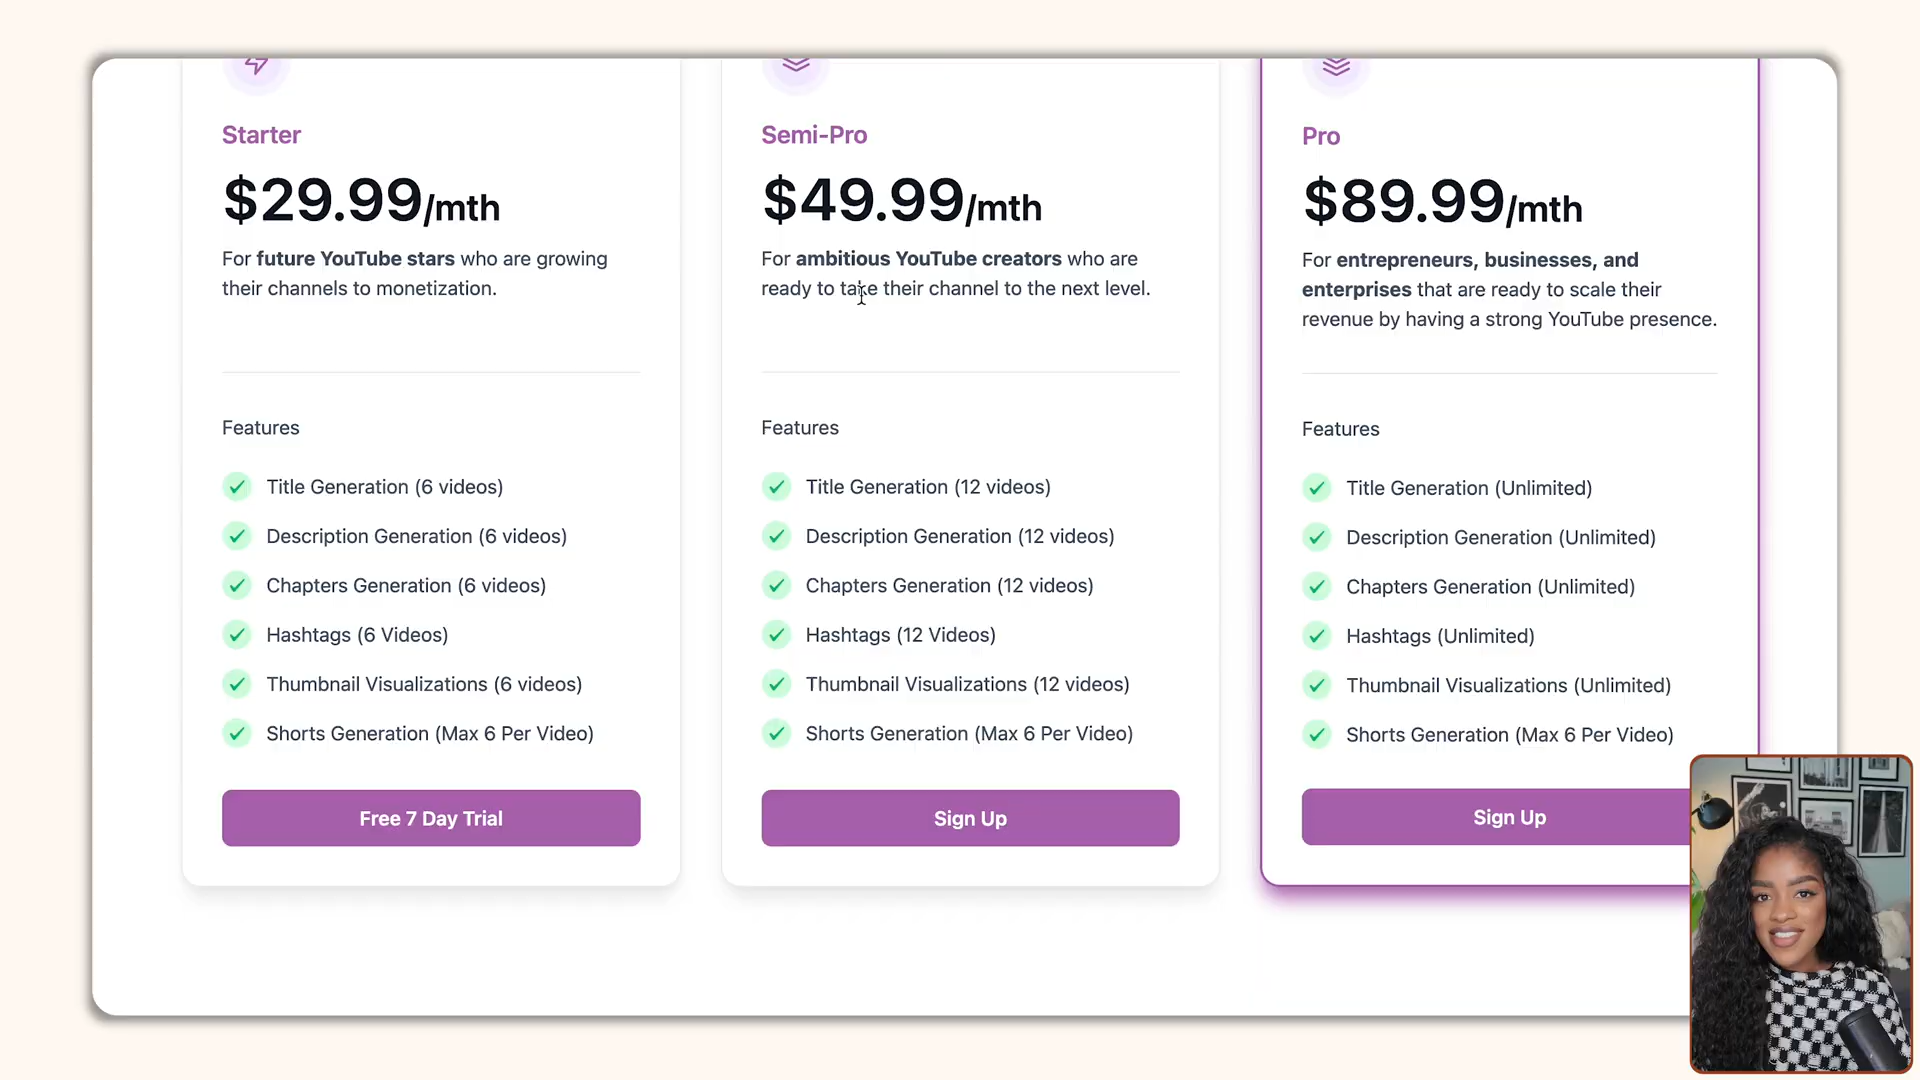 Starter
$29.99/mth
For future YouTube stars who are growing
their channels to monetization.
Features
Title Generation (6 videos)
Description Generation (6 videos)
Chapters Generation (6 videos)
Hashtags (6 Videos)
Thumbnail Visualizations (6 videos)
Shorts Generation (Max 6 Per Video)
Free 7 Day Trial
Semi-Pro
$49.99/mth
For ambitious YouTube creators who are
ready to take their channel to the next level.
Features
Title Generation (12 videos)
Description Generation (12 videos)
Chapters Generation (12 videos)
Hashtags (12 Videos)
Thumbnail Visualizations (12 videos)
Shorts Generation (Max 6 Per Video)
Sign Up
Pro
$89.99/mth
For entrepreneurs, businesses, and
enterprises that are ready to scale their
revenue by having a strong YouTube presence.
Features
Title Generation (Unlimited)
Description Generation (Unlimited)
Chapters Generation (Unlimited)
Hashtags (Unlimited)
Thumbnail Visualizations (Unlimited)
Shorts Generation (Max 6 Per Video)
Sign Up